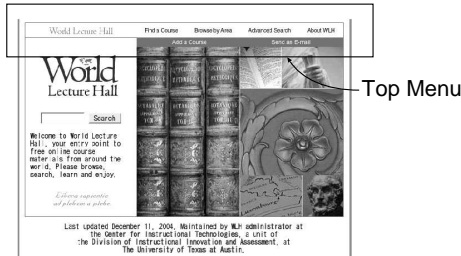 World Lecture Hall
Find a Course Browse by Area Advanced Search About WLH
Add a Course Send an E-mail
World
Lecture Hall
Top Menu
Search
Welcome to World Lecture
Hall, your entry point to
free online course
mater als from around the
world, Please browse,
search, learn and enjoy.
Last updated December 11, 2004, Maintained by WLH administrator at
the Center for Instructional Technologies, a unit of
the Division of Instructional Innovation and Assessment, at
The University of Texas at Austin,